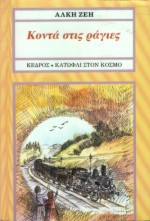 ΑΛΚΗ ΖΕΗ
Κοντά στις ράγιες
ΚΕΔΡΟΣ • ΚΑΤΩΦΛΙ ΣΤΟΝ ΚΟΣΜΟ